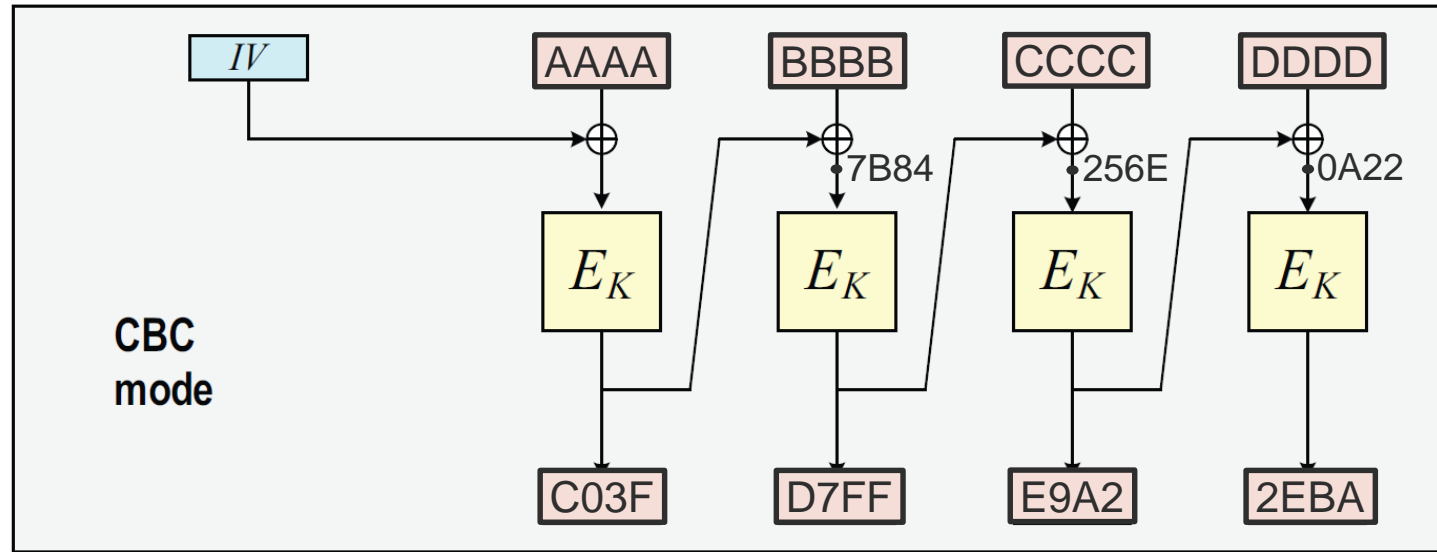 IV AAAA BBBB CCCC DDDD
7B84 256E 0A22
E_K E_K E_K E_K
CBC
mode
C03F D7FF E9A2 2EBA